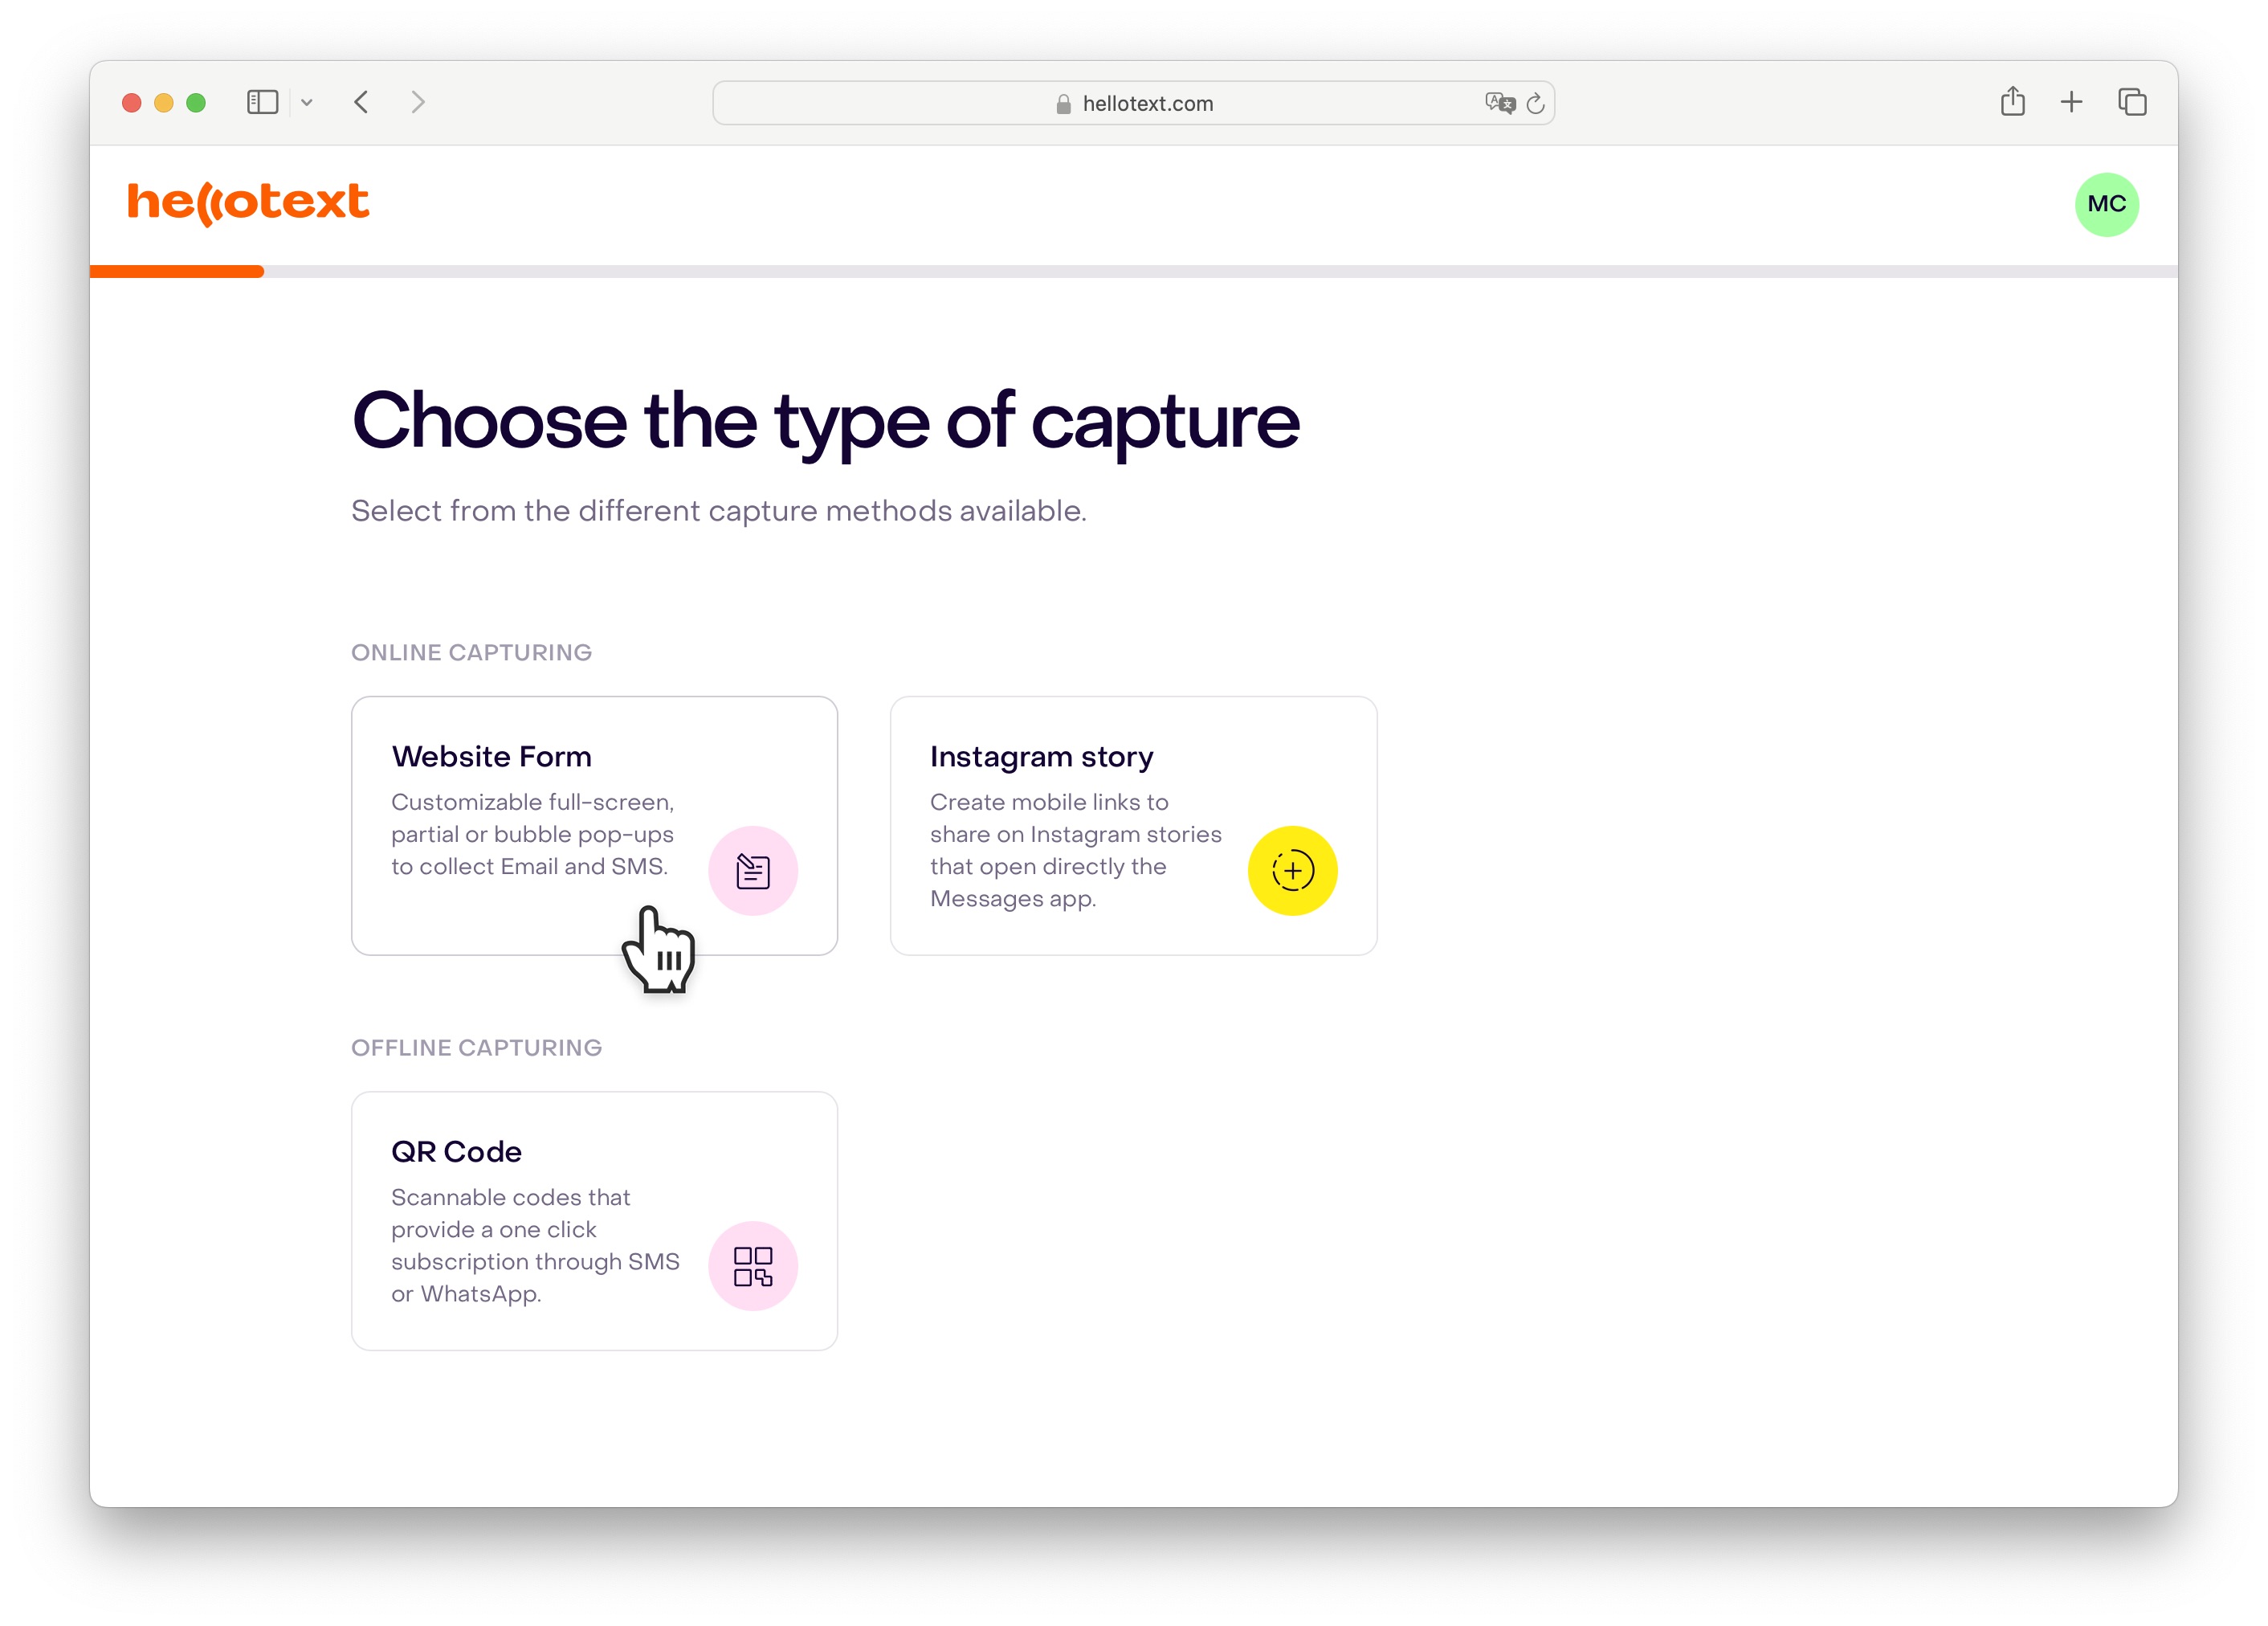 hellotext.com
hellotext
MC
Choose the type of capture
Select from the different capture methods available.
ONLINE CAPTURING
Website Form
Customizable full-screen,
partial or bubble pop-ups
to collect Email and SMS.
Instagram story
Create mobile links to
share on Instagram stories
that open directly the
Messages app.
OFFLINE CAPTURING
QR Code
Scannable codes that
provide a one click
subscription through SMS
or WhatsApp.